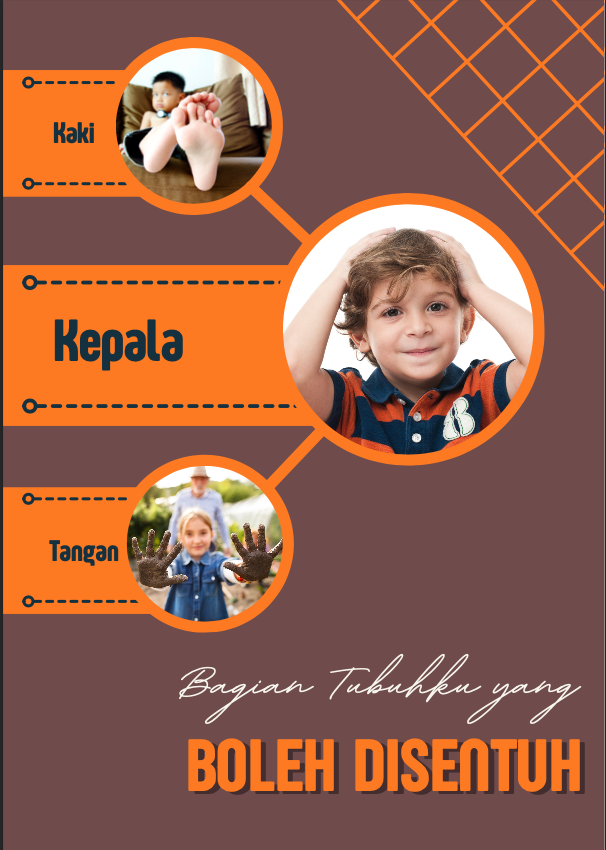 Kaki
Kepala
Tangan
Bagian Tubuhku yang
BOLEH DISENTUH